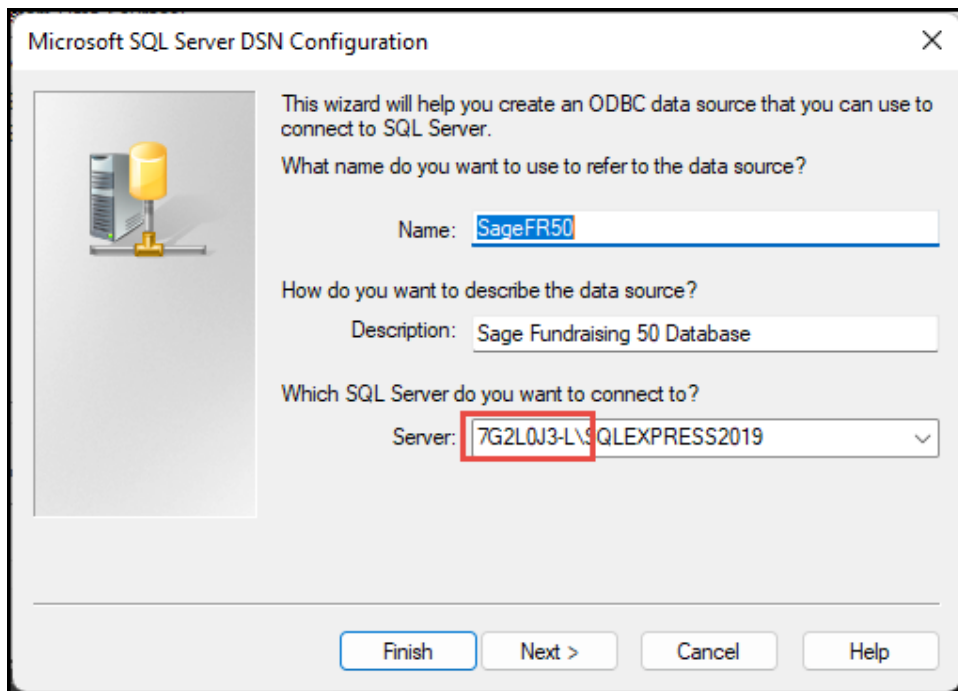 Microsoft SQL Server DSN Configuration
This wizard will help you create an ODBC data source that you can use to
connect to SQL Server.
What name do you want to use to refer to the data source?
Name: SageFR50
How do you want to describe the data source?
Description: Sage Fundraising 50 Database
Which SQL Server do you want to connect to?
Server: 7G2L0J3-L\SQLEXPRESS2019
Finish Next > Cancel Help